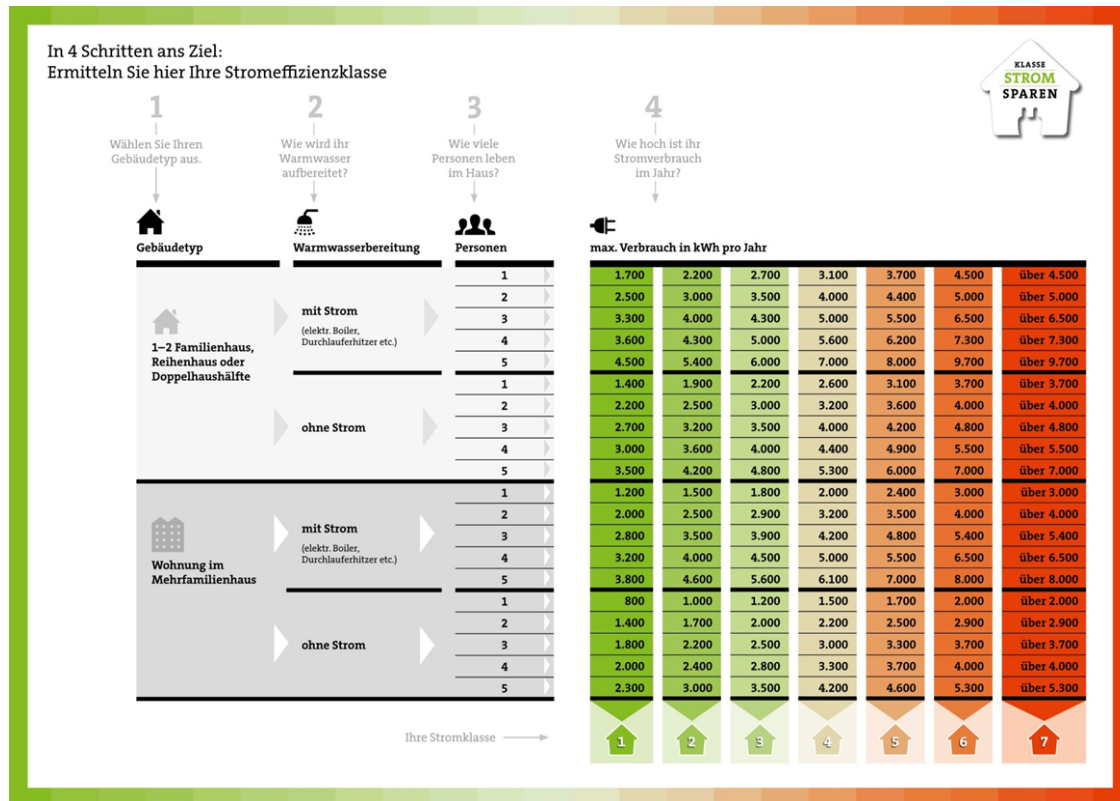 In 4 Schritten ans Ziel:
Ermitteln Sie hier Ihre Stromeffizienzklasse
KLASSE
STROM
SPAREN
1 2 3 4
Wählen Sie Ihren
Gebäudetyp aus.
Wie wird ihr
Warmwasser
aufbereitet?
Wie viele
Personen leben
im Haus?
Wie hoch ist ihr
Stromverbrauch
im Jahr?
Gebäudetyp Warmwasserbereitung Personen max. Verbrauch in kWh pro Jahr
1–2 Familienhaus,
Reihenhaus oder
Doppelhaushälfte
mit Strom
(elektr. Boiler,
Durchlauferhitzer etc.)
1 1.700 2.200 2.700 3.100 3.700 4.500 über 4.500
2 2.500 3.000 3.500 4.000 4.400 5.000 über 5.000
3 3.300 4.000 4.300 5.000 5.500 6.500 über 6.500
4 3.600 4.300 5.000 5.600 6.200 7.300 über 7.300
5 4.500 5.400 6.000 7.000 8.000 9.700 über 9.700
ohne Strom
1 1.400 1.900 2.200 2.600 3.100 3.700 über 3.700
2 2.200 2.500 3.000 3.200 3.600 4.000 über 4.000
3 2.700 3.200 3.500 4.000 4.200 4.800 über 4.800
4 3.000 3.600 4.000 4.400 4.900 5.500 über 5.500
5 3.500 4.200 4.800 5.300 6.000 7.000 über 7.000
Wohnung im
Mehrfamilienhaus
mit Strom
(elektr. Boiler,
Durchlauferhitzer etc.)
1 1.200 1.500 1.800 2.000 2.400 3.000 über 3.000
2 2.000 2.500 2.900 3.200 3.500 4.000 über 4.000
3 2.800 3.500 3.900 4.200 4.800 5.400 über 5.400
4 3.200 4.000 4.500 5.000 5.500 6.500 über 6.500
5 3.800 4.600 5.600 6.100 7.000 8.000 über 8.000
ohne Strom
1 800 1.000 1.200 1.500 1.700 2.000 über 2.000
2 1.400 1.700 2.000 2.200 2.500 2.900 über 2.900
3 1.800 2.200 2.500 3.000 3.300 3.700 über 3.700
4 2.000 2.400 2.800 3.300 3.700 4.000 über 4.000
5 2.300 3.000 3.500 4.200 4.600 5.300 über 5.300
Ihre Stromklasse 1 2 3 4 5 6 7